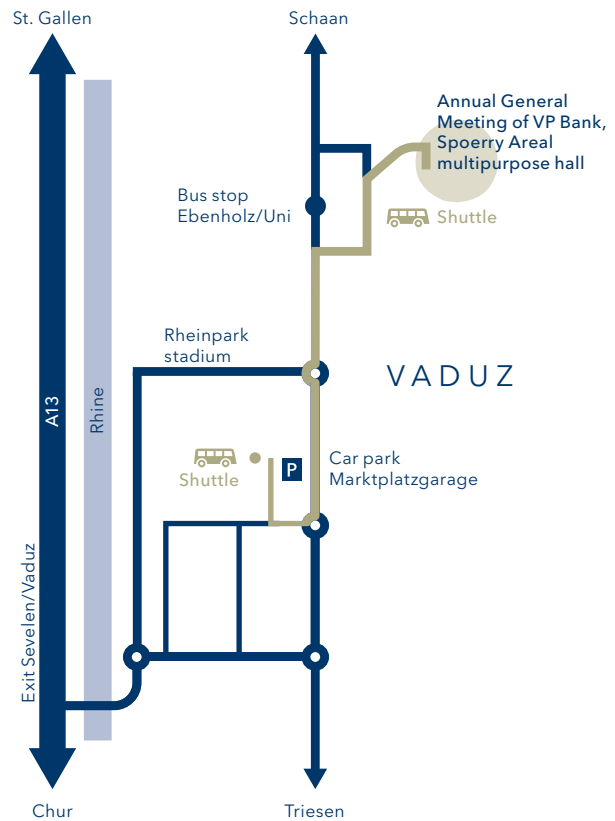 St. Gallen
Schaan
Annual General
Meeting of VP Bank,
Spoerry Areal
multipurpose hall
Bus stop
Ebenholz/Uni
Shuttle
Rheinpark
stadium
VADUZ
A13
Rhine
P
Car park
Marktplatzgarage
Shuttle
Exit Sevelen/Vaduz
Chur
Triesen